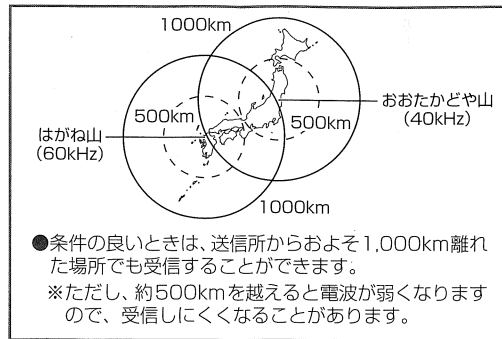 1000km
500km
おおたかどや山
(40kHz)
500km
はがね山
(60kHz)
1000km
●条件の良いときは、送信所からおよそ1,000km離れ
た場所でも受信することができます。
※ただし、約500kmを越えると電波が弱くなります
ので、受信しにくくなることがあります。